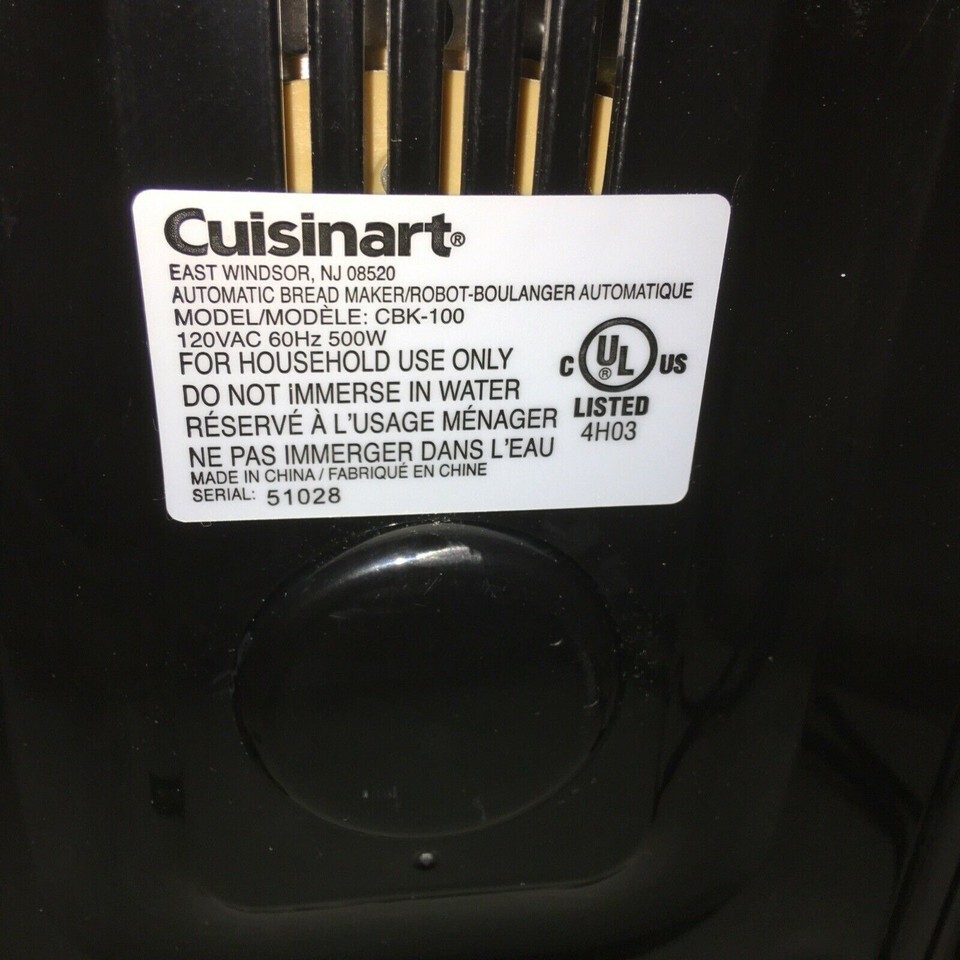 Cuisinart®
EAST WINDSOR, NJ 08520
AUTOMATIC BREAD MAKER/ROBOT-BOULANGER AUTOMATIQUE
MODEL/MODÈLE: CBK-100
120VAC 60Hz 500W
FOR HOUSEHOLD USE ONLY
DO NOT iMMERSE IN WATER
RÉSERVÉ À L'USAGE MÉNAGER
NE PAS IMMERGER DANS L'EAU
MADE IN CHINA / FABRIQUÉ EN CHINE
SERIAL: 51028
C UL® US
LISTED
4H03